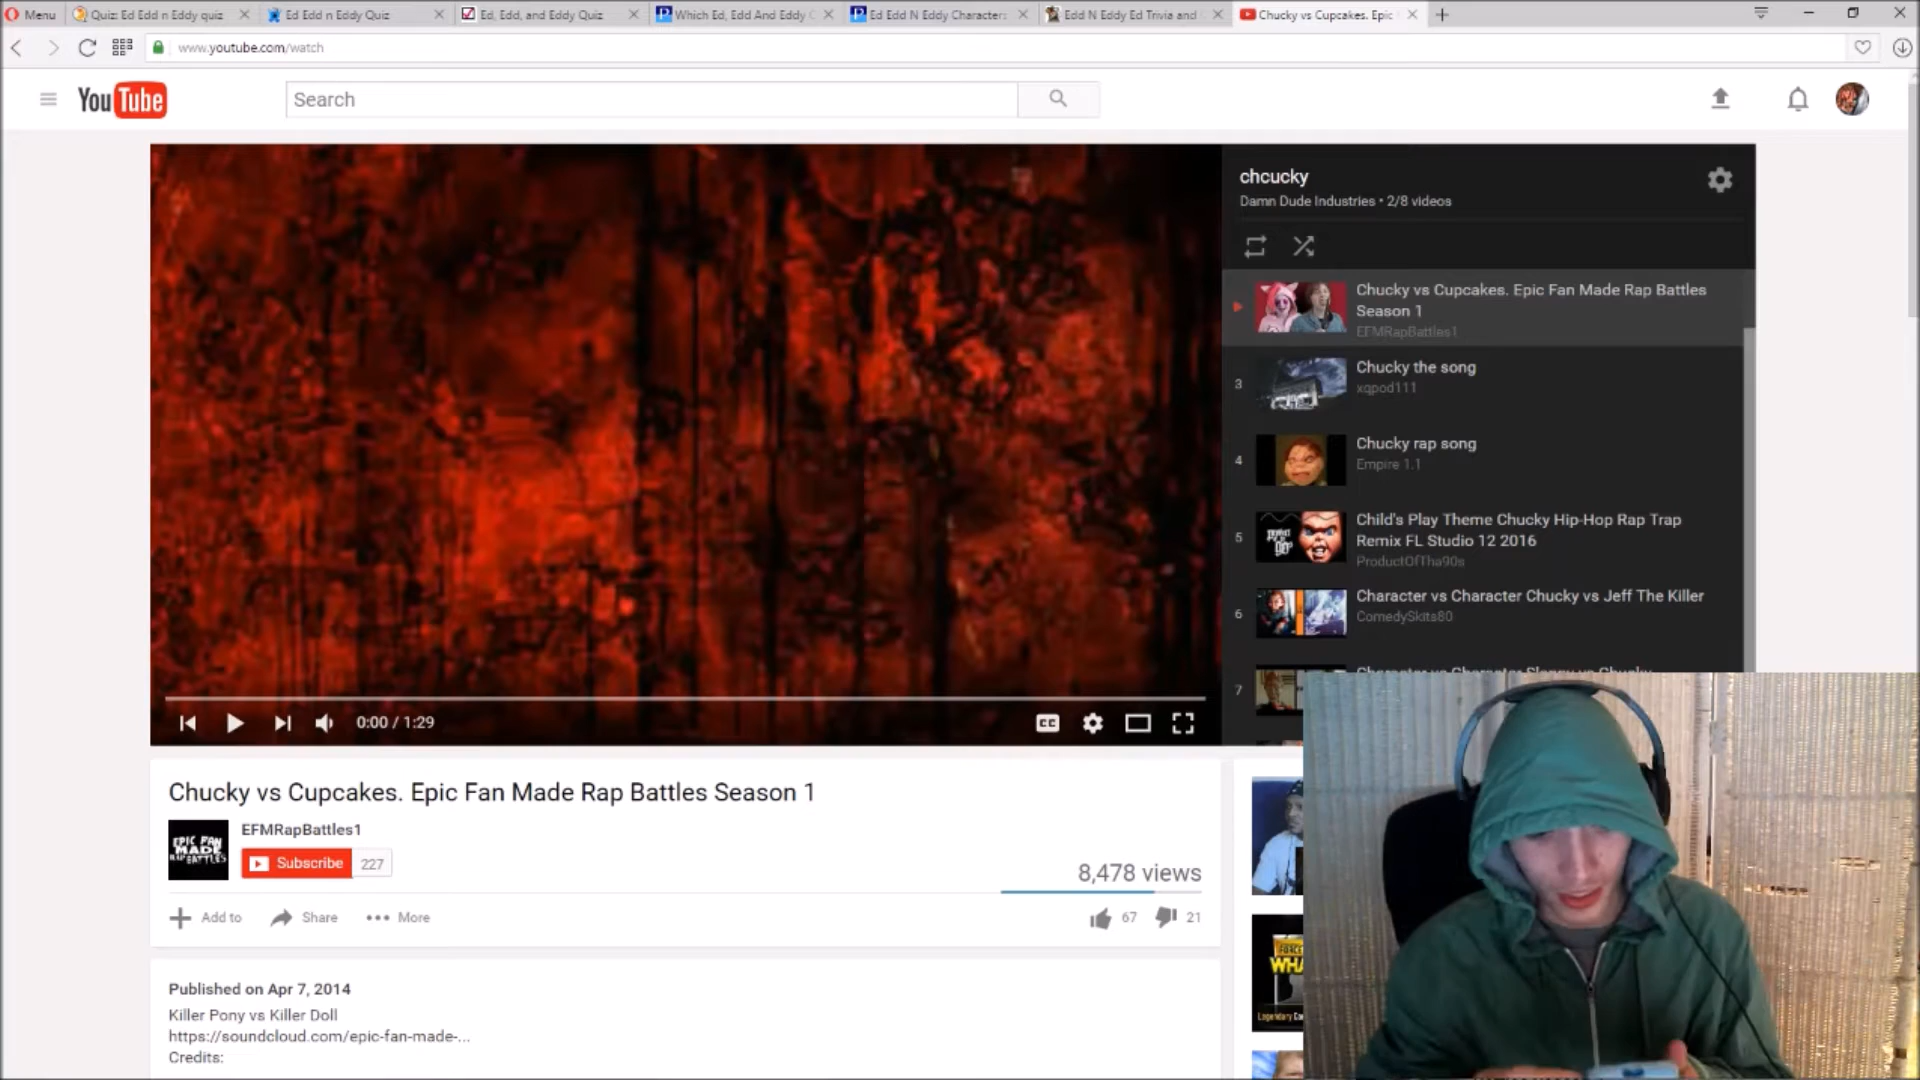 Menu
Quiz: Ed Edd n Eddy quiz
Ed Edd n Eddy Quiz
Ed, Edd, and Eddy Quiz
Which Ed, Edd And Eddy
Ed Edd N Eddy Character
Edd N Eddy Ed Trivia and
Chucky vs Cupcakes. Epic
www.youtube.com/watch
YouTube
Search
chcucky
Damn Dude Industries • 2/8 videos
Chucky vs Cupcakes. Epic Fan Made Rap Battles
Season 1
EFMRapBattles1
3
Chucky the song
xqpod111
4
Chucky rap song
Empire 1.1
5
Child's Play Theme Chucky Hip-Hop Rap Trap
Remix FL Studio 12 2016
ProductOfTha90s
6
Character vs Character Chucky vs Jeff The Killer
ComedySkits80
7
0:00 / 1:29
CC
Chucky vs Cupcakes. Epic Fan Made Rap Battles Season 1
EPIC FAN
MADE
RAP BATTLES
EFMRapBattles1
Subscribe
227
8,478 views
Add to
Share
More
67
21
Published on Apr 7, 2014
Killer Pony vs Killer Doll
https://soundcloud.com/epic-fan-made-...
Credits: